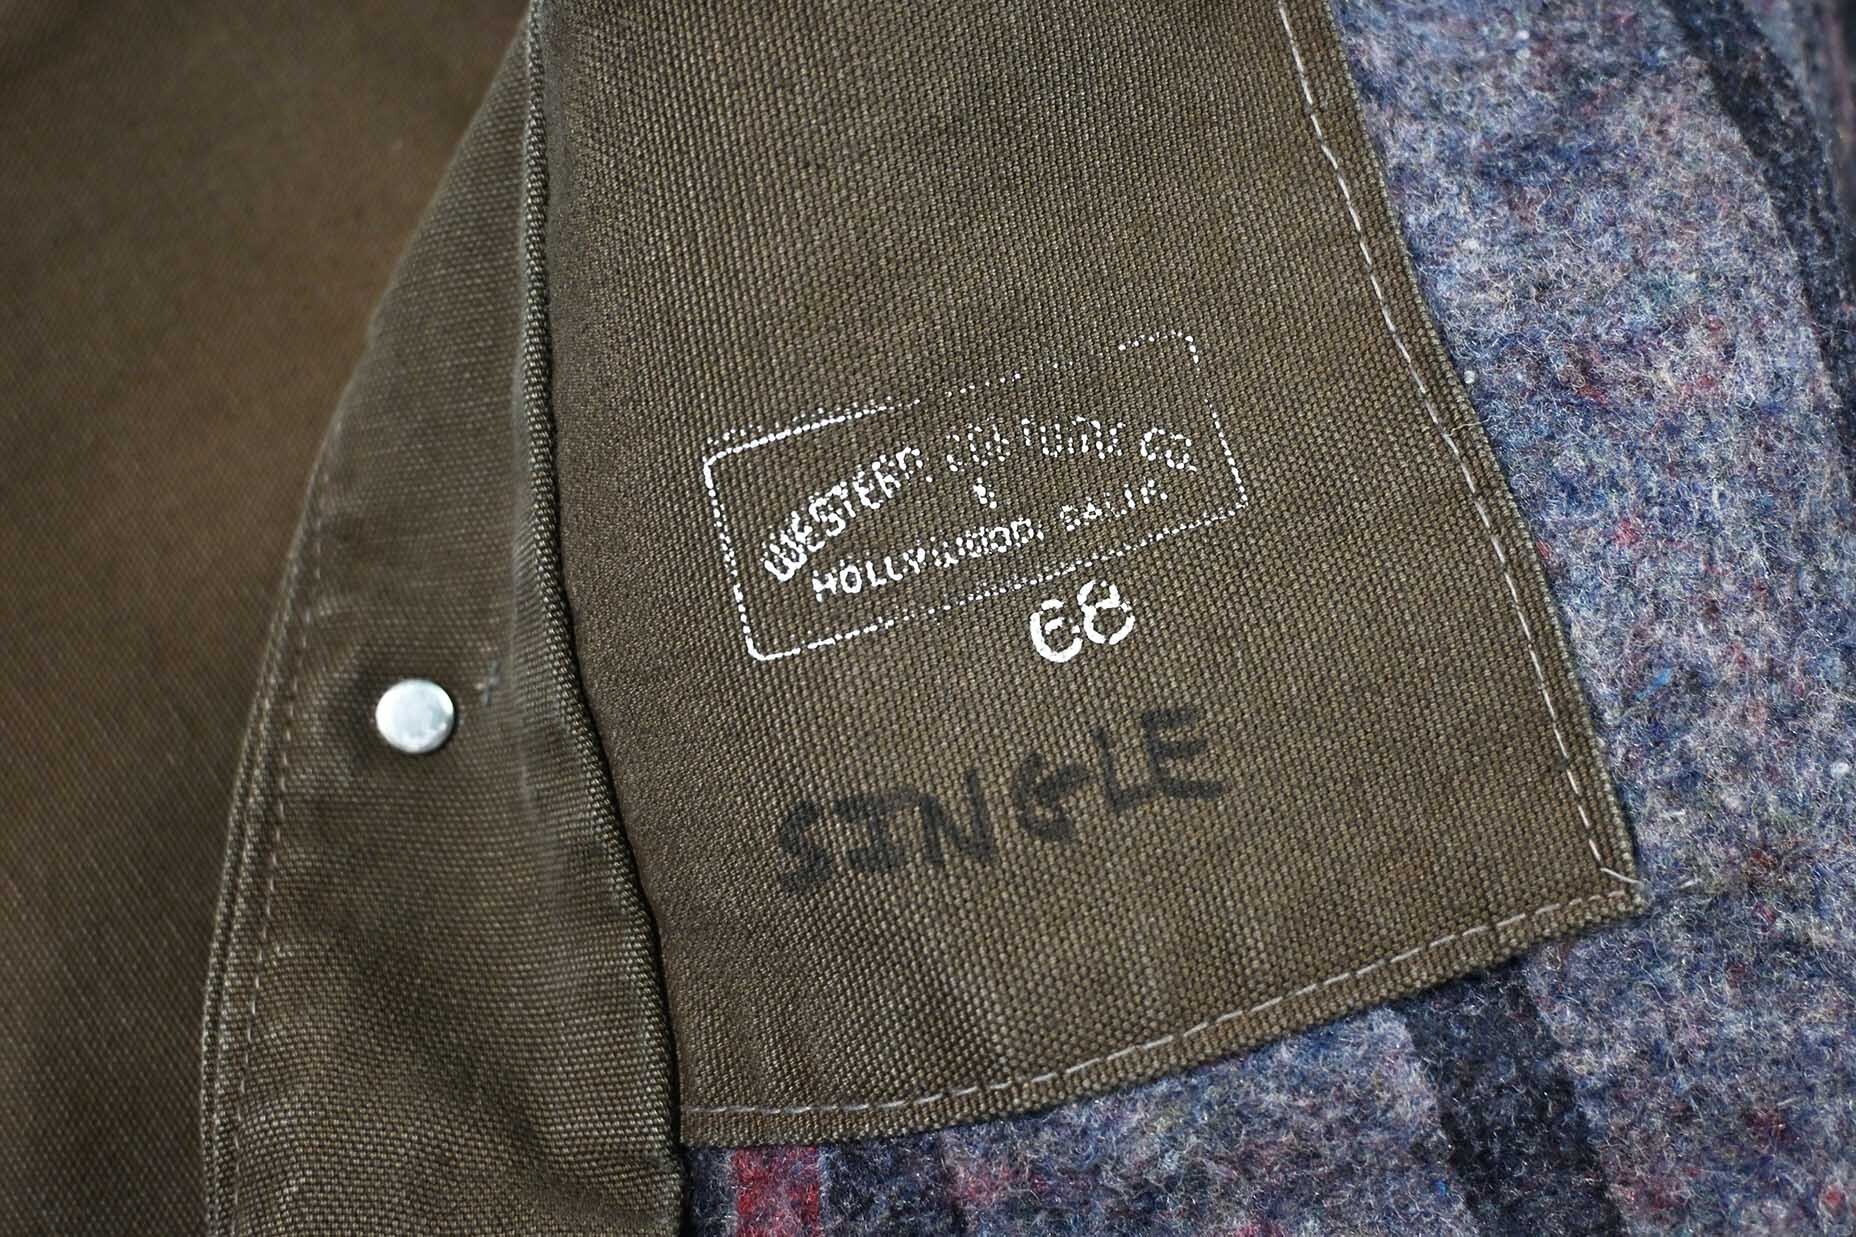 WESTERN COSTUME CO.
HOLLYWOOD, CALIF.
68
SINGLE